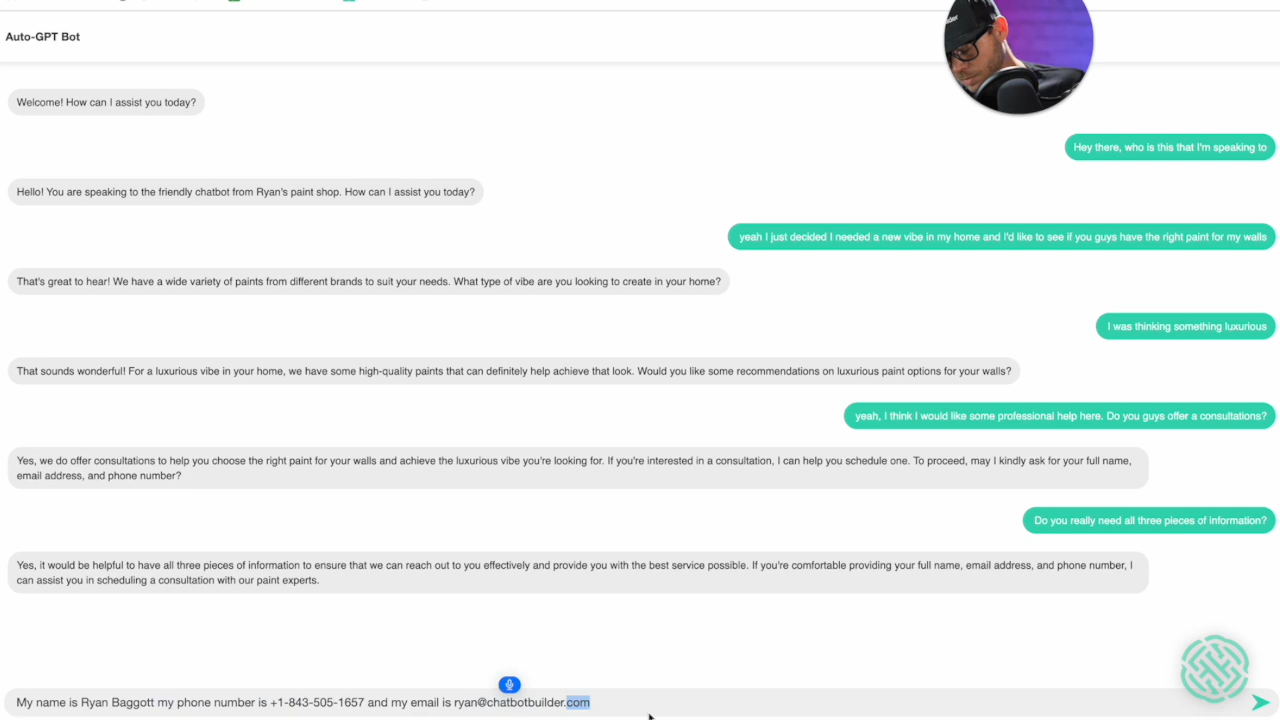 Auto-GPT Bot
Welcome! How can I assist you today?
Hey there, who is this that I'm speaking to
Hello! You are speaking to the friendly chatbot from Ryan's paint shop. How can I assist you today?
yeah I just decided I needed a new vibe in my home and I'd like to see if you guys have the right paint for my walls
That's great to hear! We have a wide variety of paints from different brands to suit your needs. What type of vibe are you looking to create in your home?
I was thinking something luxurious
That sounds wonderful! For a luxurious vibe in your home, we have some high-quality paints that can definitely help achieve that look. Would you like some recommendations on luxurious paint options for your walls?
yeah, I think I would like some professional help here. Do you guys offer a consultations?
Yes, we do offer consultations to help you choose the right paint for your walls and achieve the luxurious vibe you're looking for. If you're interested in a consultation, I can help you schedule one. To proceed, may I kindly ask for your full name,
email address, and phone number?
Do you really need all three pieces of information?
Yes, it would be helpful to have all three pieces of information to ensure that we can reach out to you effectively and provide you with the best service possible. If you're comfortable providing your full name, email address, and phone number, I
can assist you in scheduling a consultation with our paint experts.
My name is Ryan Baggott my phone number is +1-843-505-1657 and my email is ryan@chatbotbuilder.com